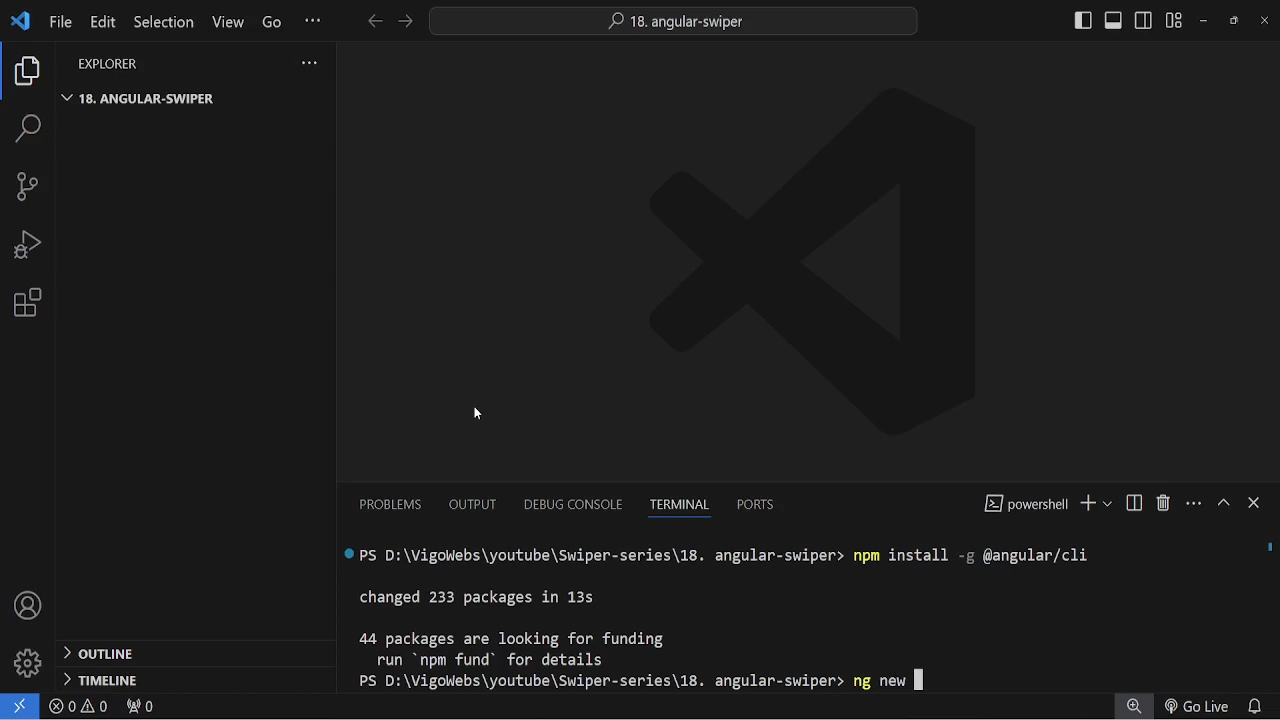 File Edit Selection View Go ··· 18. angular-swiper
EXPLORER ···
18. ANGULAR-SWIPER
OUTLINE
TIMELINE
PROBLEMS OUTPUT DEBUG CONSOLE TERMINAL PORTS powershell ···
PS D:\VigoWebs\youtube\Swiper-series\18. angular-swiper> npm install -g @angular/cli
changed 233 packages in 13s
44 packages are looking for funding
run `npm fund` for details
PS D:\VigoWebs\youtube\Swiper-series\18. angular-swiper> ng new
0 0 0 Go Live